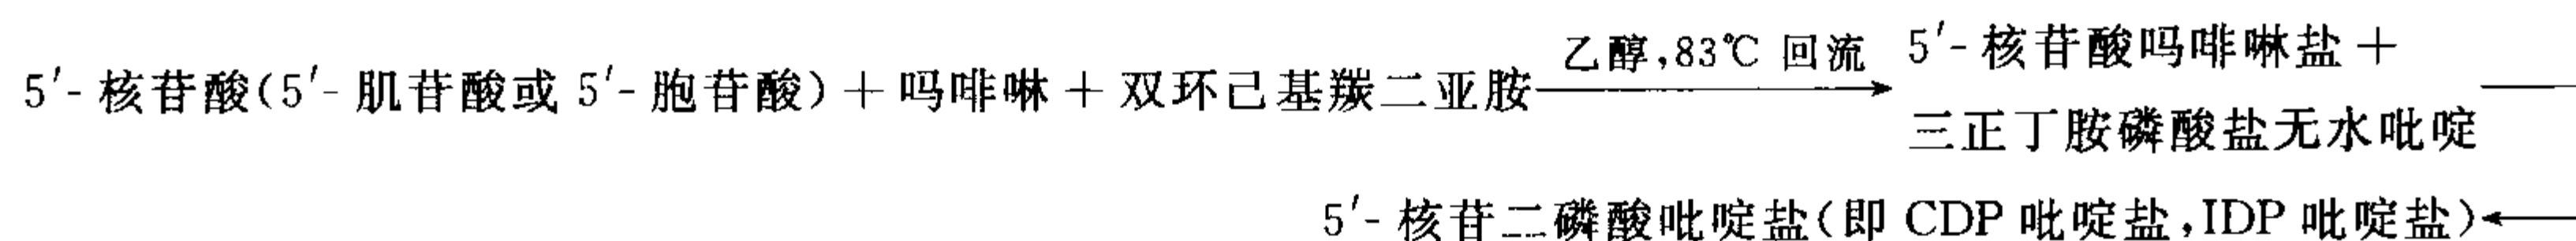 乙醇,83℃ 回流
5′-核苷酸(5′-肌苷酸或 5′-胞苷酸)+吗啡啉+双环己基羰二亚胺
5′-核苷酸吗啡啉盐+
三正丁胺磷酸盐无水吡啶
5′-核苷二磷酸吡啶盐(即 CDP 吡啶盐,IDP 吡啶盐)